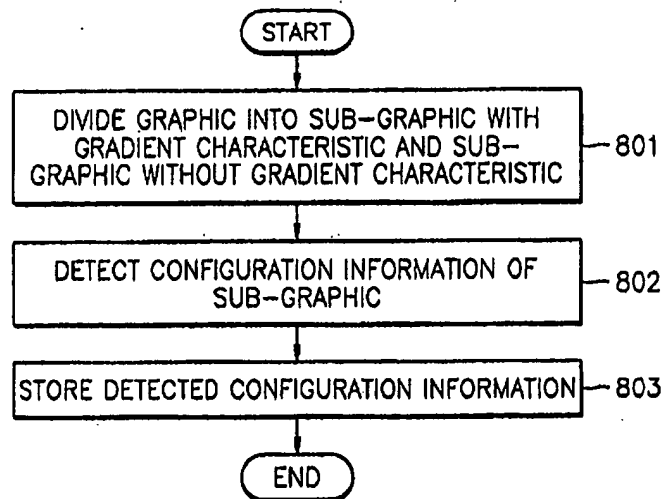 START
DIVIDE GRAPHIC INTO SUB-GRAPHIC WITH
GRADIENT CHARACTERISTIC AND SUB-
GRAPHIC WITHOUT GRADIENT CHARACTERISTIC
801
DETECT CONFIGURATION INFORMATION OF
SUB-GRAPHIC
802
STORE DETECTED CONFIGURATION INFORMATION
803
END